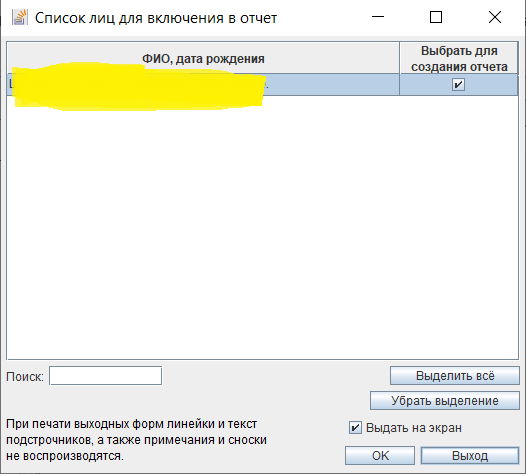 Список лиц для включения в отчет
ФИО, дата рождения
Выбрать для
создания отчета
Поиск:
Выделить всё
Убрать выделение
При печати выходных форм линейки и текст
подстрочников, а также примечания и сноски
не воспроизводятся.
Выдать на экран
OK
Выход